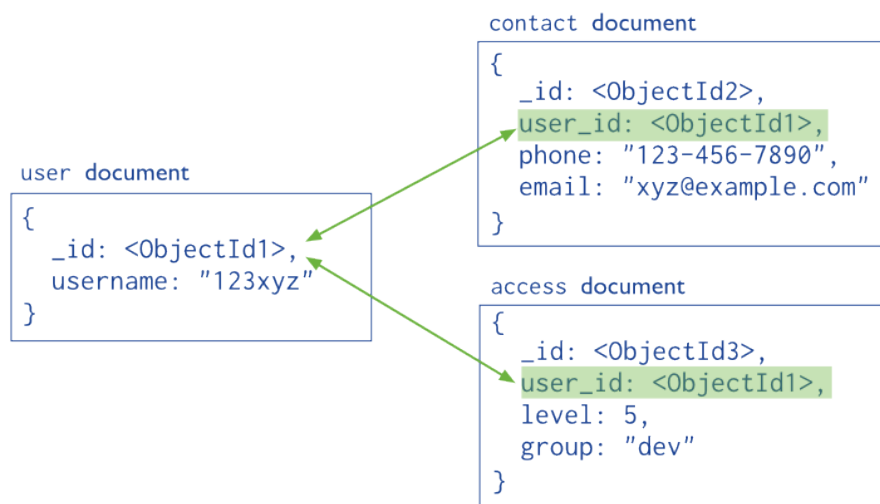 user document
{
_id: <ObjectId1>,
username: "123xyz"
}
contact document
{
_id: <ObjectId2>,
user_id: <ObjectId1>,
phone: "123-456-7890",
email: "xyz@example.com"
}
access document
{
_id: <ObjectId3>,
user_id: <ObjectId1>,
level: 5,
group: "dev"
}